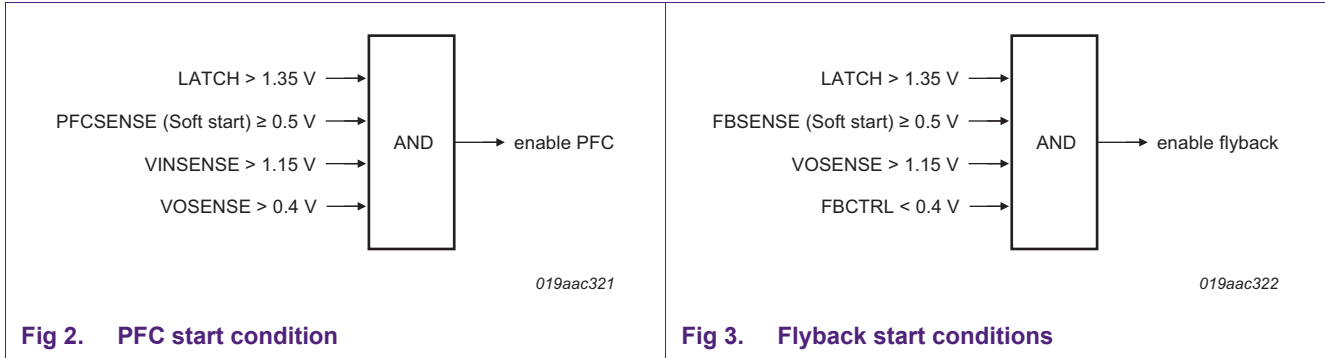 LATCH > 1.35 V
PFCSENSE (Soft start) ≥ 0.5 V
VINSENSE > 1.15 V
VOSENSE > 0.4 V
AND
enable PFC
019aac321
Fig 2. PFC start condition
LATCH > 1.35 V
FBSENSE (Soft start) ≥ 0.5 V
VOSENSE > 1.15 V
FBCTRL < 0.4 V
AND
enable flyback
019aac322
Fig 3. Flyback start conditions